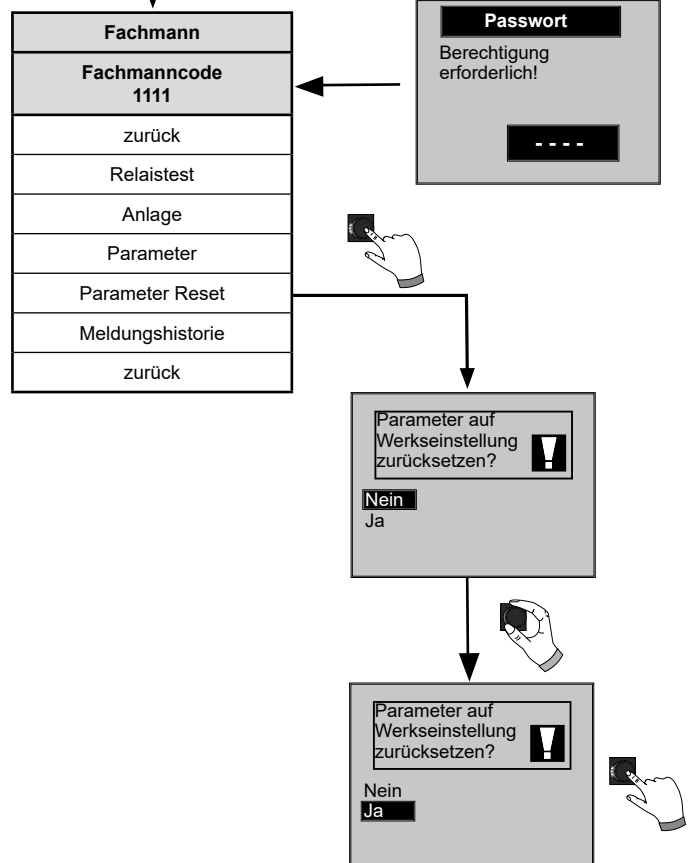 Fachmann
Fachmanncode
1111
zurück
Relaistest
Anlage
Parameter
Parameter Reset
Meldungshistorie
zurück
Passwort
Berechtigung
erforderlich!
- - - -
Parameter auf
Werkseinstellung
zurücksetzen?
Nein
Ja
Parameter auf
Werkseinstellung
zurücksetzen?
Nein
Ja